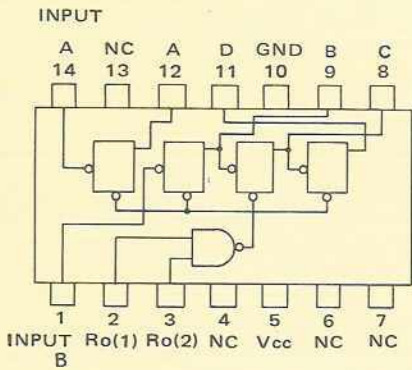 INPUT
A NC A D GND B C
14 13 12 11 10 9 8
1 2 3 4 5 6 7
INPUT B Ro(1) Ro(2) NC Vcc NC NC